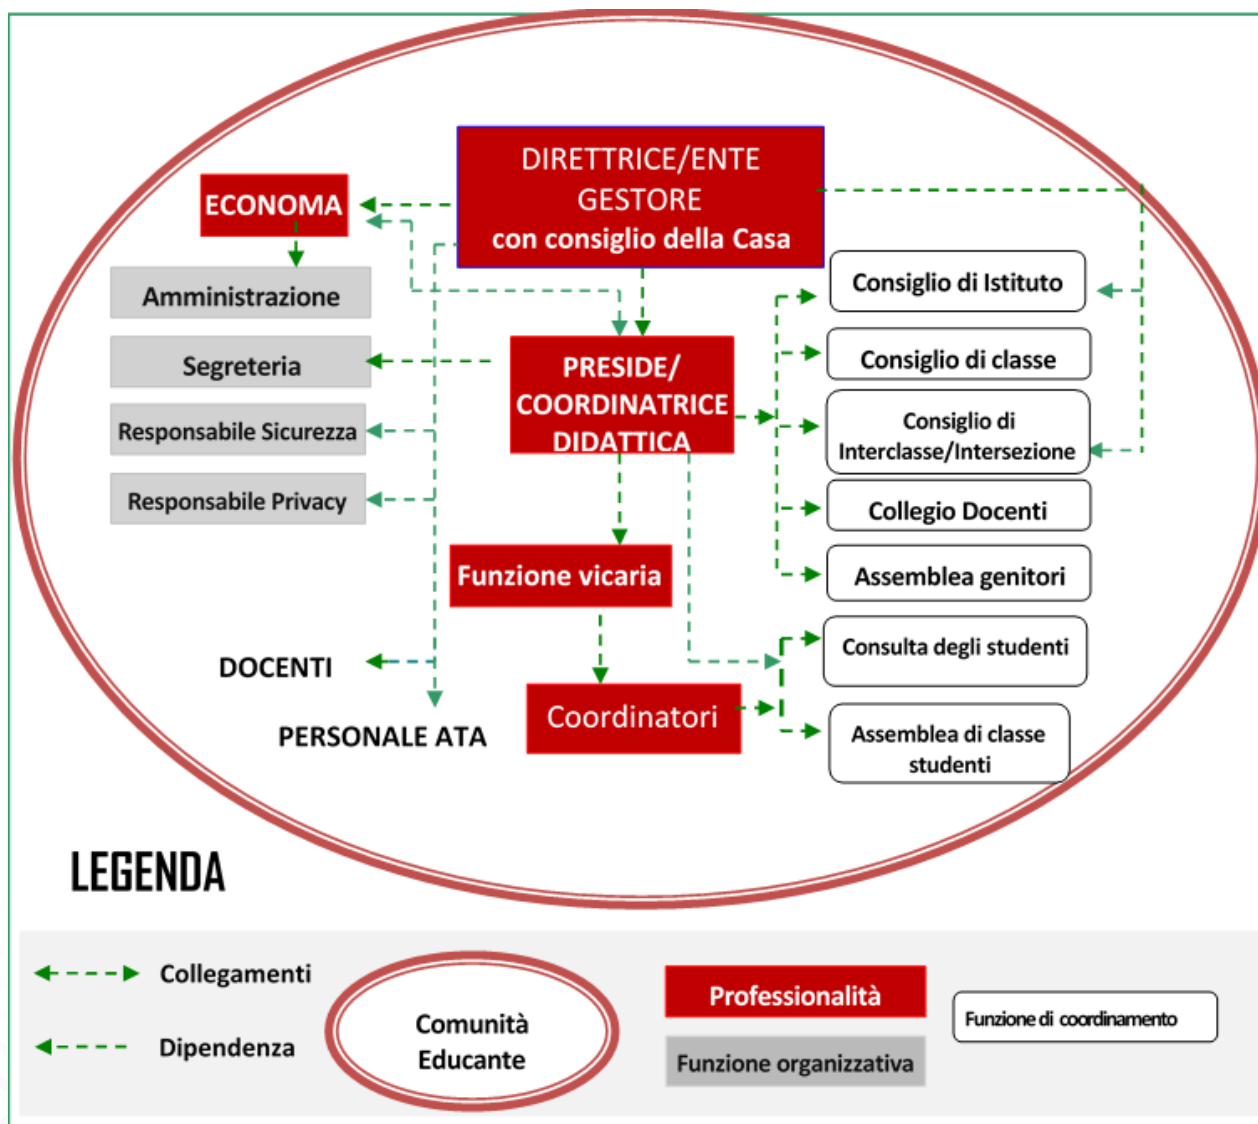 DIRETTRICE/ENTE
GESTORE
con consiglio della Casa
ECONOMA
Amministrazione
Segreteria
Responsabile Sicurezza
Responsabile Privacy
PRESIDE/
COORDINATRICE
DIDATTICA
Consiglio di Istituto
Consiglio di classe
Consiglio di
Interclasse/Intersezione
Collegio Docenti
Assemblea genitori
Funzione vicaria
Consulta degli studenti
DOCENTI
PERSONALE ATA
Coordinatori
Assemblea di classe
studenti
LEGENDA
Collegamenti
Dipendenza
Comunità
Educante
Professionalità
Funzione organizzativa
Funzione di coordinamento